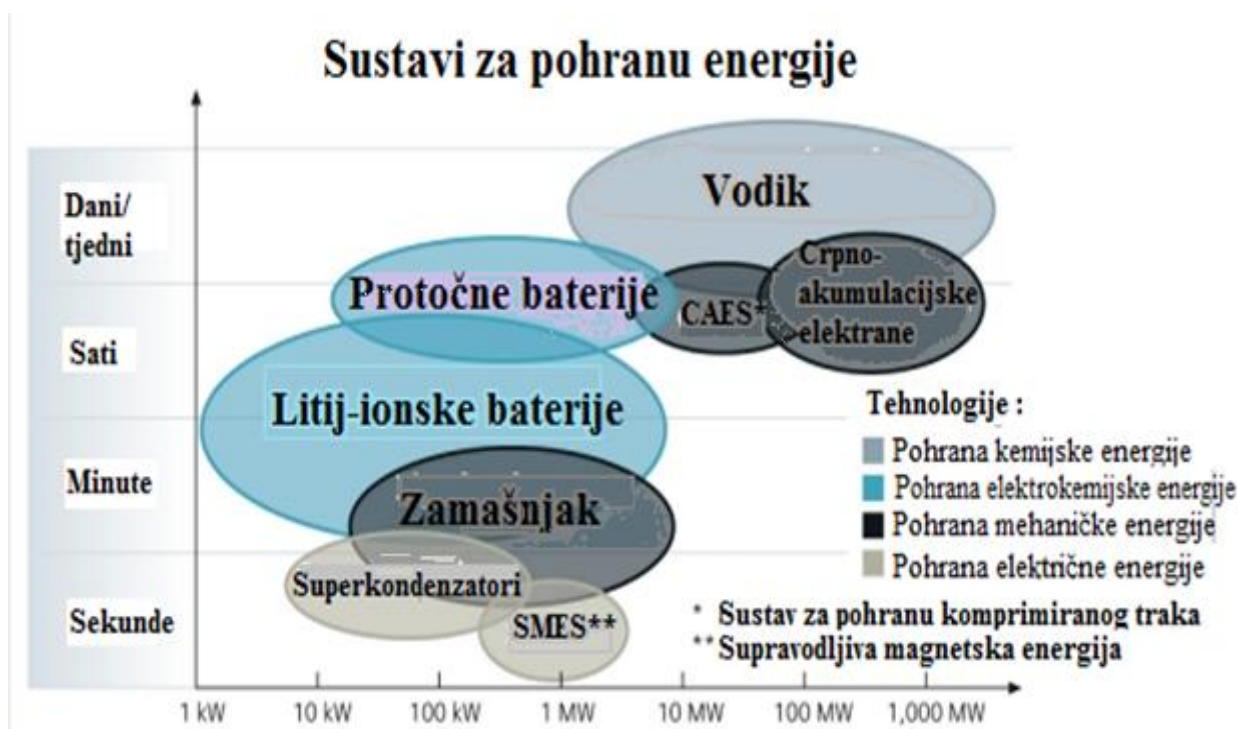 Sustavi za pohranu energije
Dani/
tjedni
Sati
Minute
Sekunde
Vodik
Protočne baterije
CAES*
Crpno-
akumulacijske
elektrane
Litij-ionske baterije
Zamašnjak
Superkondenzatori
SMES**
Tehnologije :
Pohrana kemijske energije
Pohrana elektrokemijske energije
Pohrana mehaničke energije
Pohrana električne energije
* Sustav za pohranu komprimiranog traka
** Supravodljiva magnetska energija
1 kW 10 kW 100 kW 1 MW 10 MW 100 MW 1,000 MW